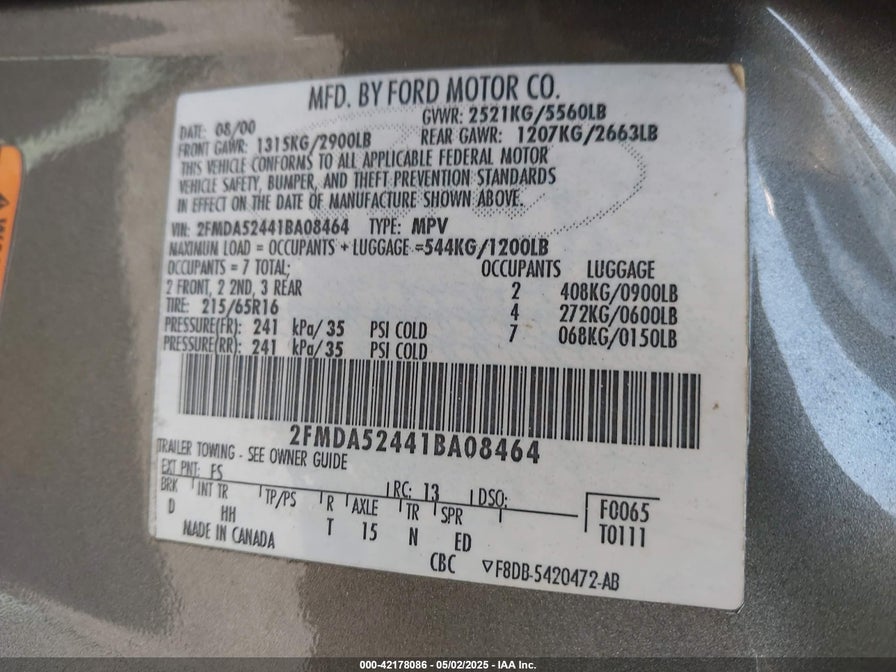 MFD. BY FORD MOTOR CO.
DATE: 08/00 GVWR: 2521KG/5560LB
FRONT GAWR: 1315KG/2900LB REAR GAWR: 1207KG/2663LB
THIS VEHICLE CONFORMS TO ALL APPLICABLE FEDERAL MOTOR
VEHICLE SAFETY, BUMPER, AND THEFT PREVENTION STANDARDS
IN EFFECT ON THE DATE OF MANUFACTURE SHOWN ABOVE.
VIN: 2FMDA52441BA08464 TYPE: MPV
MAXIMUM LOAD = OCCUPANTS + LUGGAGE =544KG/1200LB
OCCUPANTS = 7 TOTAL; OCCUPANTS LUGGAGE
2 FRONT, 2 2ND, 3 REAR 2 408KG/0900LB
TIRE: 215/65R16 4 272KG/0600LB
PRESSURE(FR): 241 kPa/ 35 PSI COLD 7 068KG/0150LB
PRESSURE(RR): 241 kPa/ 35 PSI COLD
2FMDA52441BA08464
TRAILER TOWING - SEE OWNER GUIDE
EXT PNT: FS RC: 13 DSO:
BRK INT TR TP/PS R AXLE TR SPR F0065
D HH T 15 N ED T0111
MADE IN CANADA CBC ▽F8DB-5420472-AB
000-42178086 - 05/02/2025 - IAA Inc.